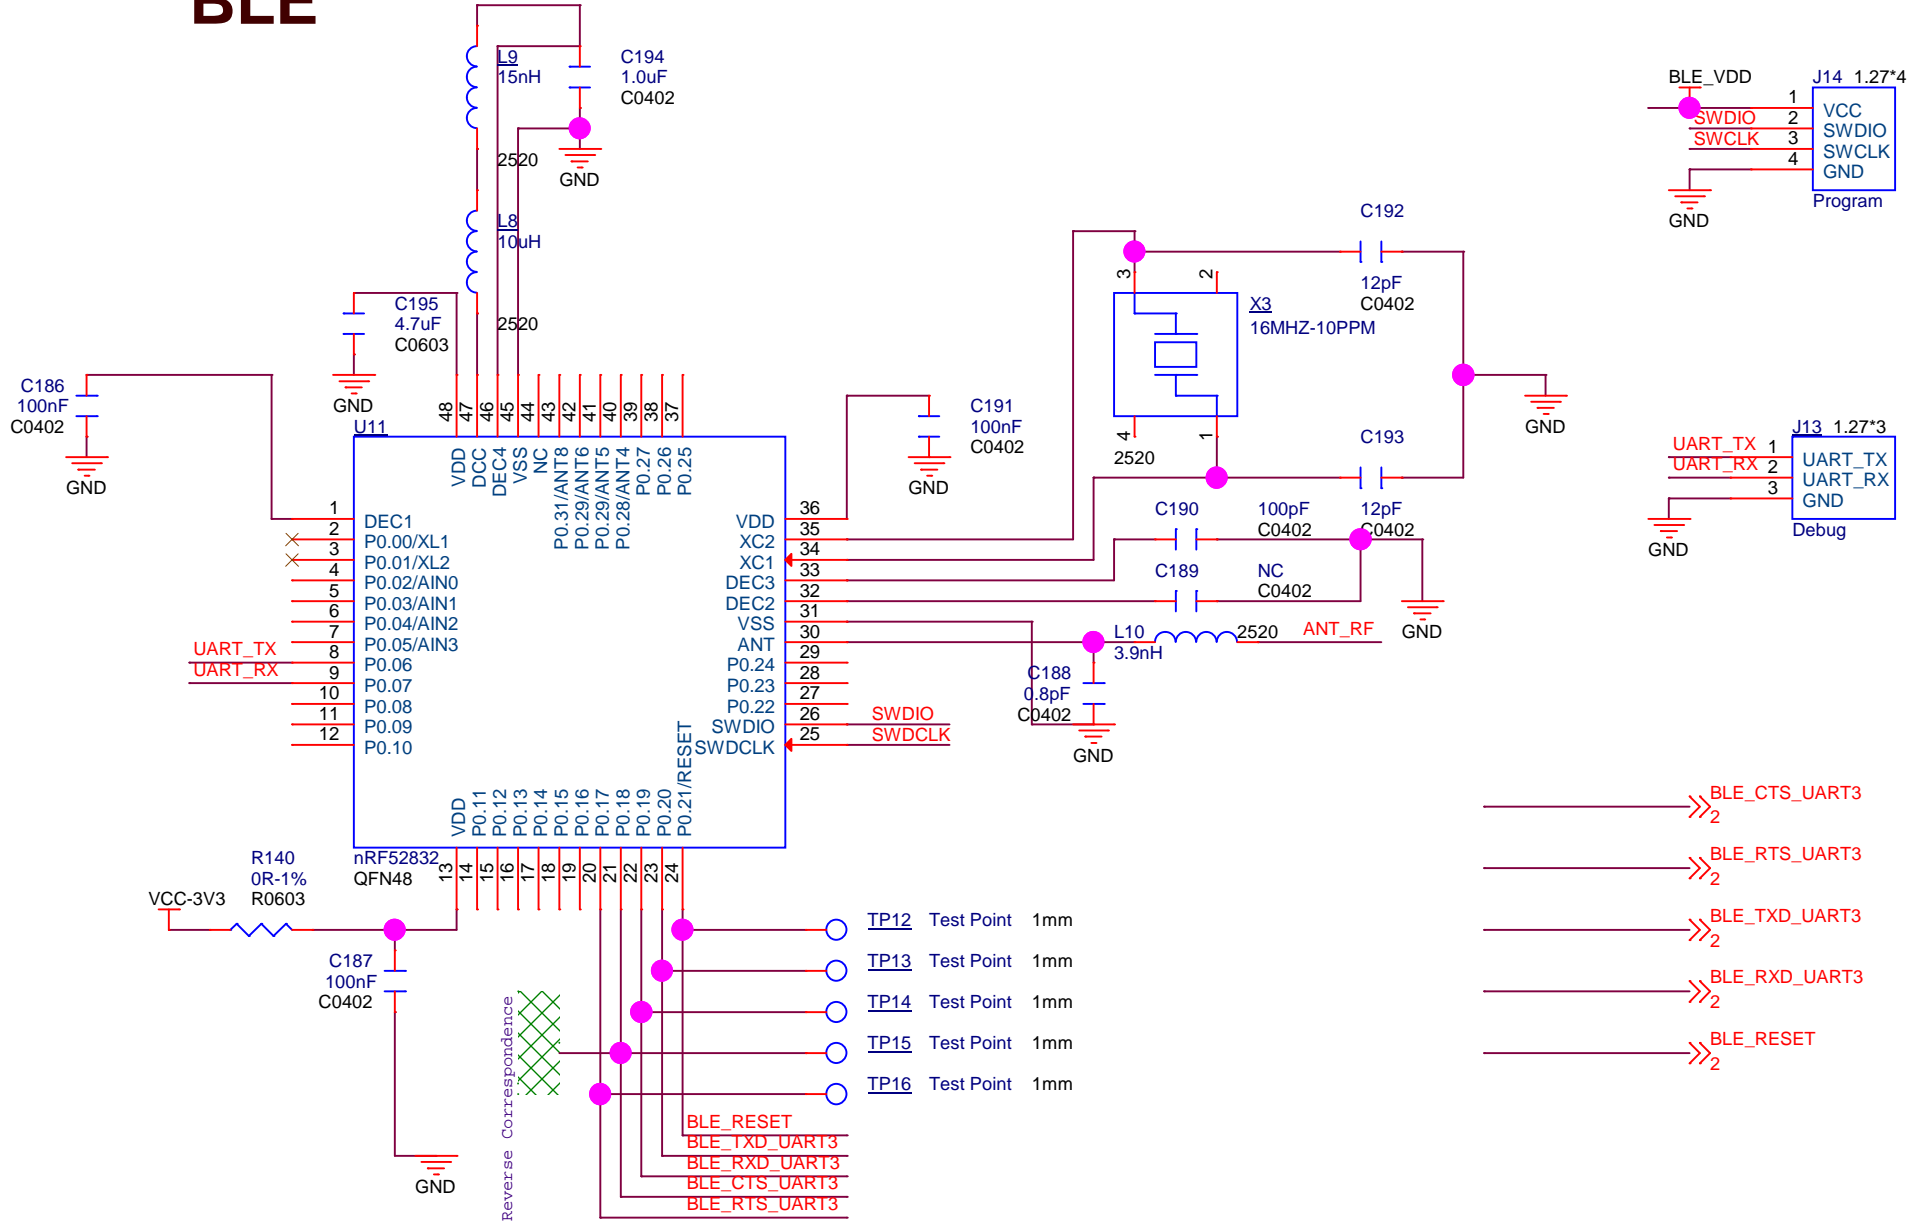 BLE
L9
15nH
2520
C194
1.0uF
C0402
GND
L8
10uH
2520
C195
4.7uF
C0603
GND
C186
100nF
C0402
GND
U11
48
47
46
45
44
43
42
41
40
39
38
37
VDD
DCC
DEC4
VSS
NC
P0.31/ANT8
P0.29/ANT6
P0.29/ANT5
P0.28/ANT4
P0.27
P0.26
P0.25
1 DEC1
2 P0.00/XL1
3 P0.01/XL2
4 P0.02/AIN0
5 P0.03/AIN1
6 P0.04/AIN2
7 P0.05/AIN3
UART_TX 8 P0.06
UART_RX 9 P0.07
10 P0.08
11 P0.09
12 P0.10
VDD 36
XC2 35
XC1 34
DEC3 33
DEC2 32
VSS 31
ANT 30
P0.24 29
P0.23 28
P0.22 27
SWDIO 26 SWDIO
SWDCLK 25 SWDCLK
VDD
P0.11
P0.12
P0.13
P0.14
P0.15
P0.16
P0.17
P0.18
P0.19
P0.20
P0.21/RESET
nRF52832
QFN48
13
14
15
16
17
18
19
20
21
22
23
24
C191
100nF
C0402
GND
C192
12pF
C0402
3
2
X3
16MHZ-10PPM
4
1
2520
GND
C193
12pF
C0402
C190
100pF
C0402
C189
NC
C0402
GND
L10
3.9nH
2520
ANT_RF
C188
0.8pF
C0402
GND
BLE_VDD
J14 1.27*4
1 VCC
SWDIO 2 SWDIO
SWCLK 3 SWCLK
4 GND
Program
GND
J13 1.27*3
UART_TX 1 UART_TX
UART_RX 2 UART_RX
3 GND
Debug
GND
R140
0R-1%
R0603
VCC-3V3
C187
100nF
C0402
GND
Reverse Correspondence
TP12 Test Point 1mm
TP13 Test Point 1mm
TP14 Test Point 1mm
TP15 Test Point 1mm
TP16 Test Point 1mm
BLE_RESET
BLE_TXD_UART3
BLE_RXD_UART3
BLE_CTS_UART3
BLE_RTS_UART3
BLE_CTS_UART3
2
BLE_RTS_UART3
2
BLE_TXD_UART3
2
BLE_RXD_UART3
2
BLE_RESET
2